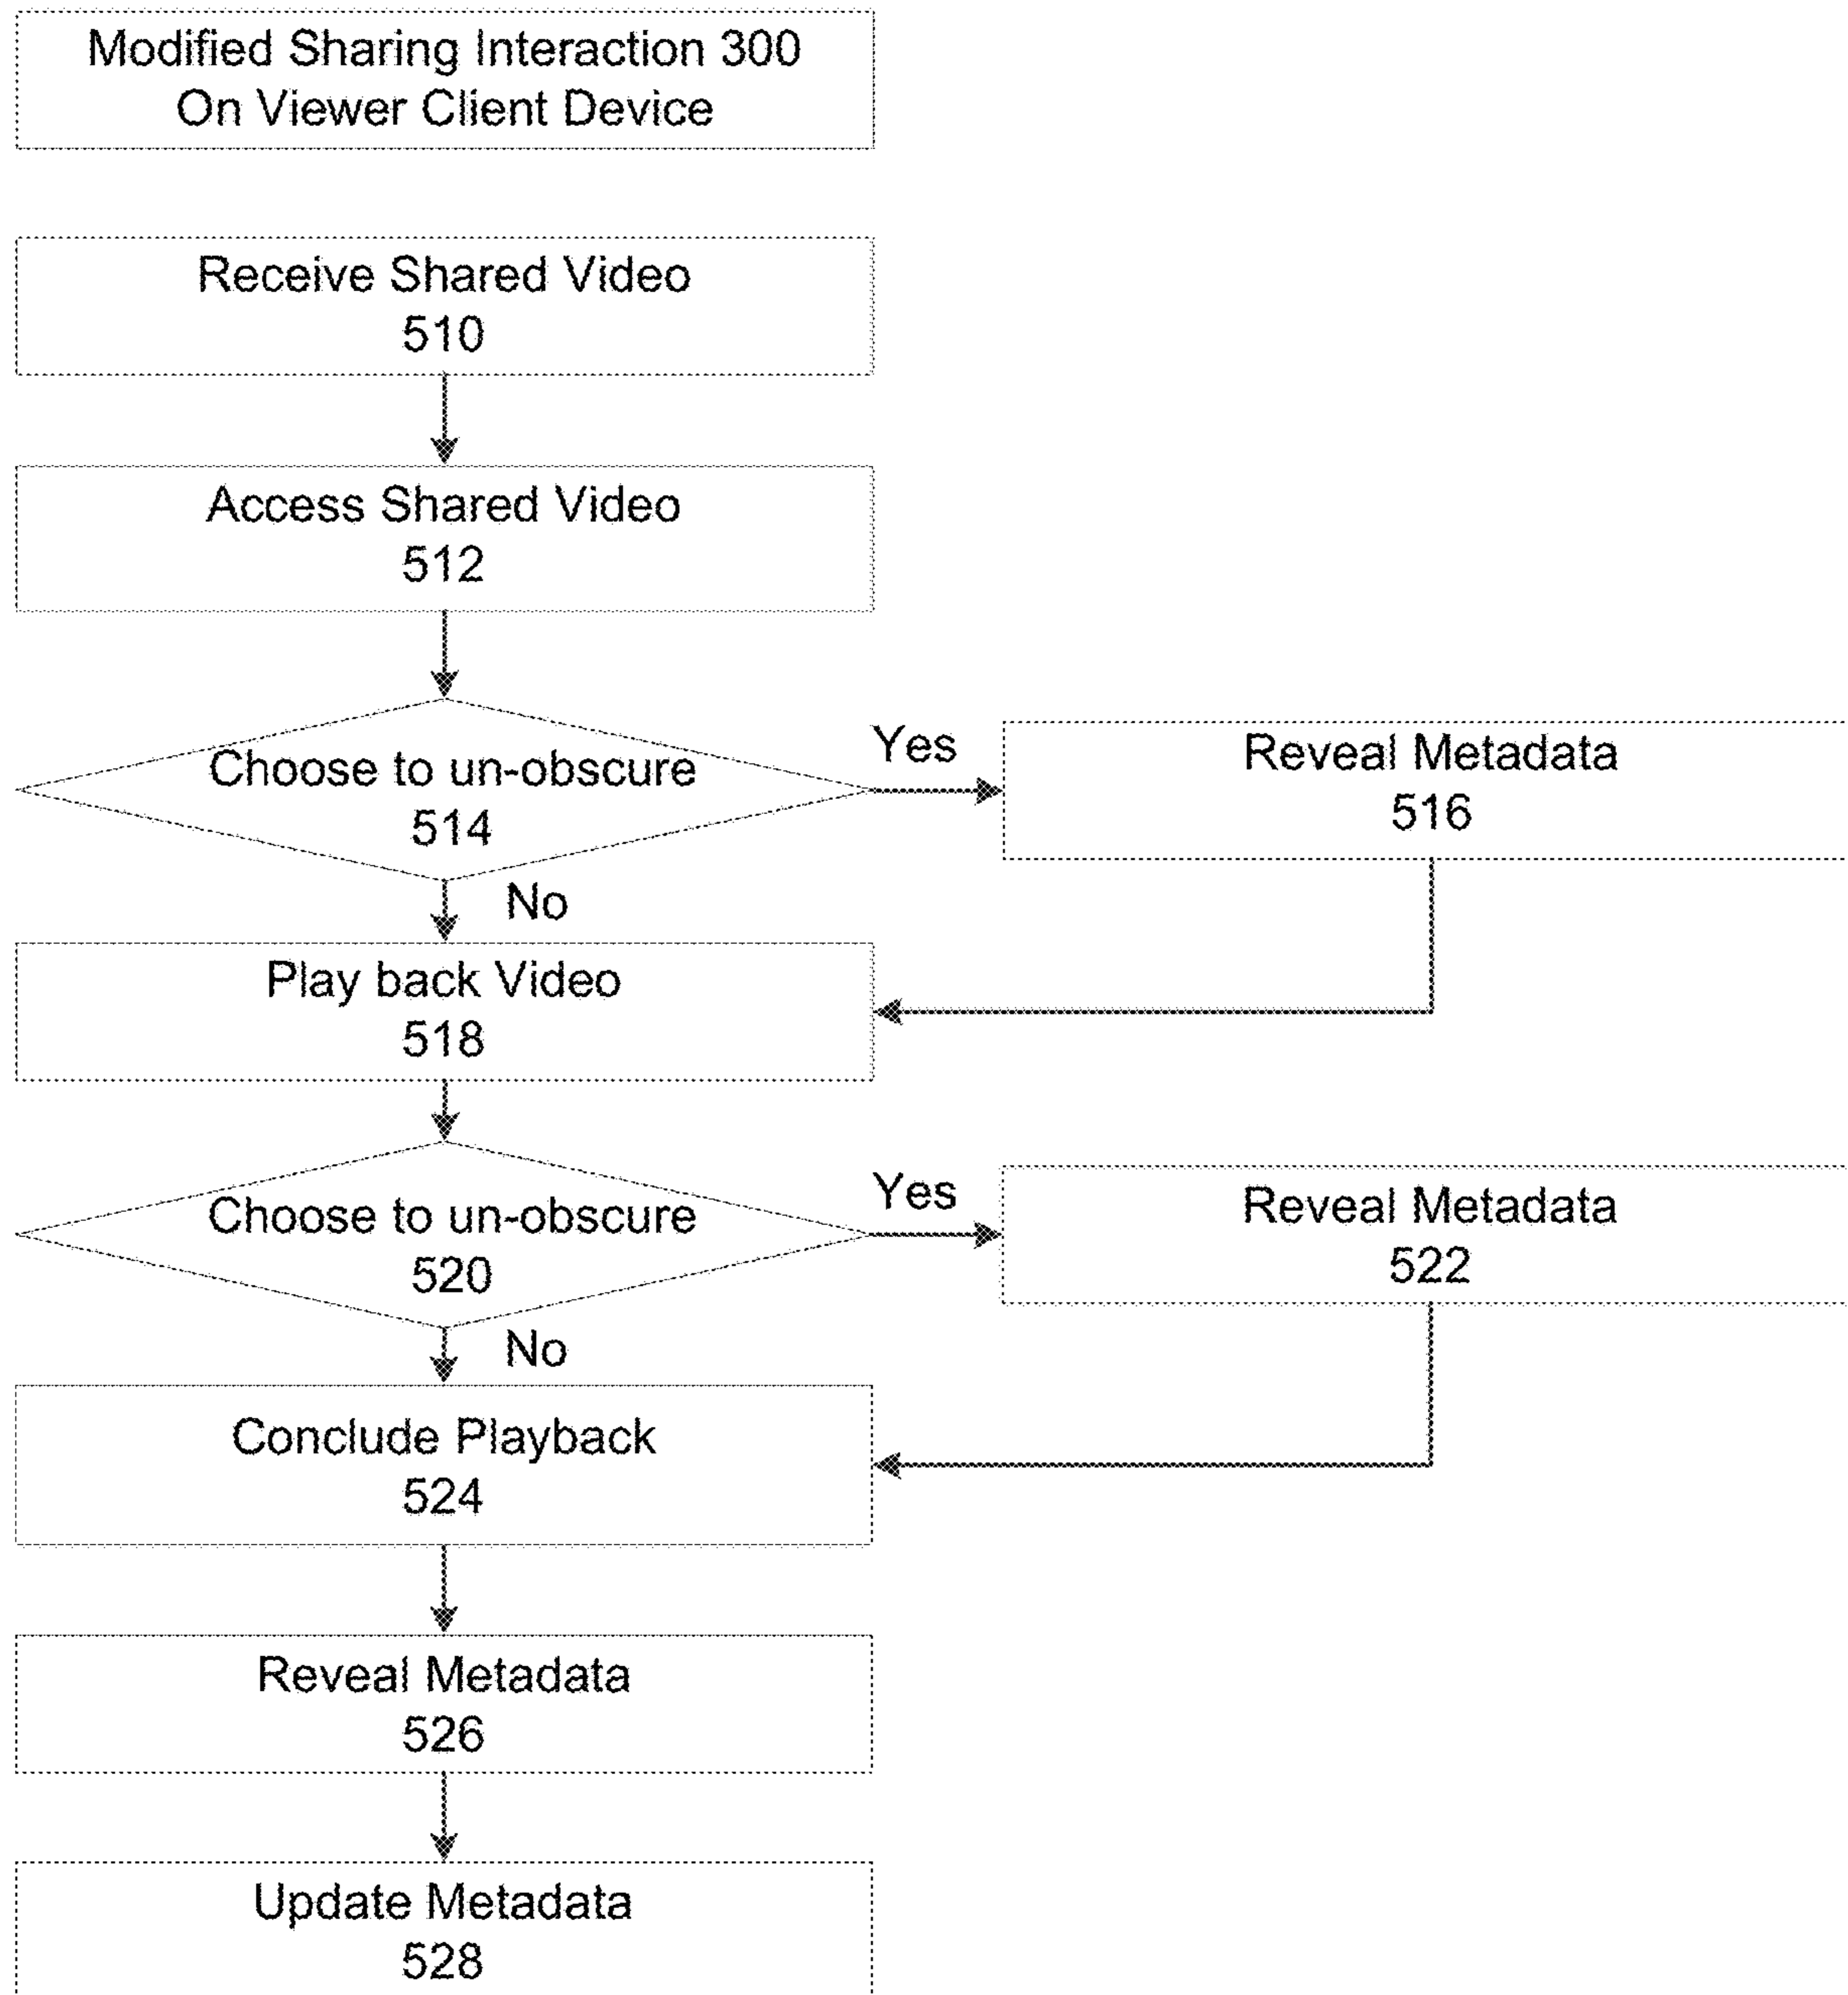 Modified Sharing Interaction 300
On Viewer Client Device
Receive Shared Video
510
Access Shared Video
512
Choose to un-obscure
514
Yes
Reveal Metadata
516
No
Play back Video
518
Choose to un-obscure
520
Yes
Reveal Metadata
522
No
Conclude Playback
524
Reveal Metadata
526
Update Metadata
528